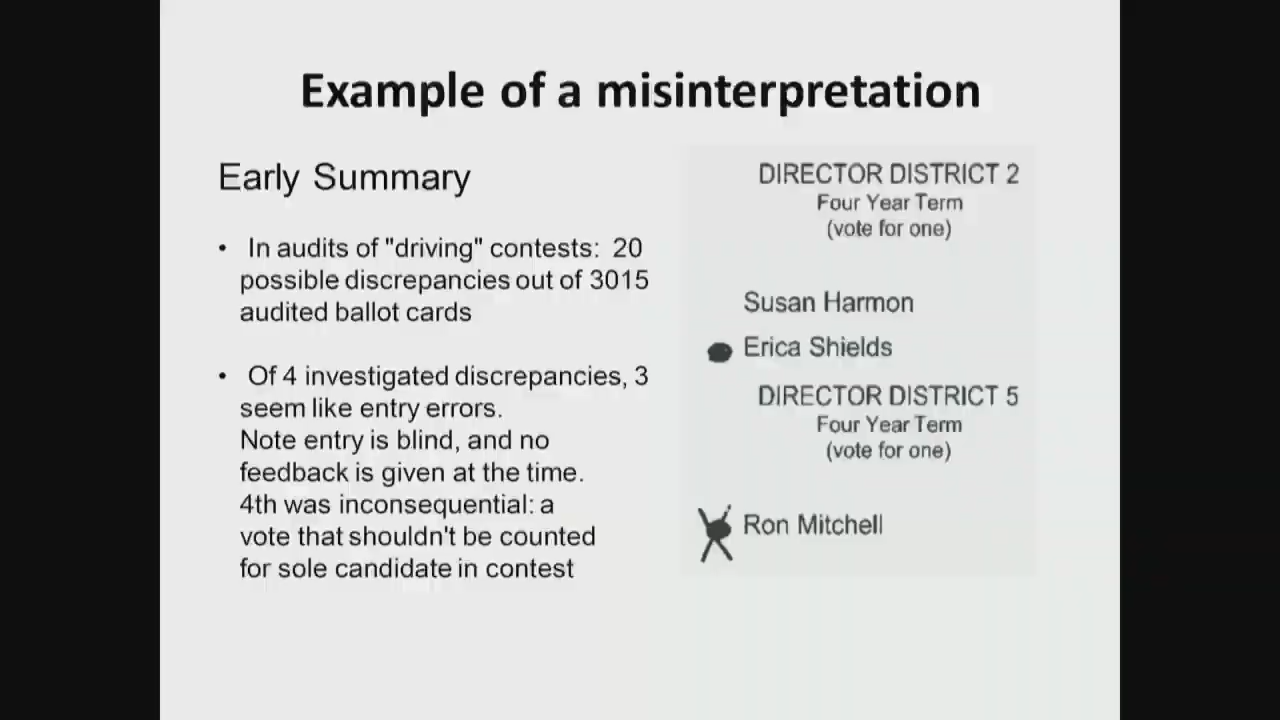 Example of a misinterpretation
Early Summary
• In audits of "driving" contests: 20
possible discrepancies out of 3015
audited ballot cards
• Of 4 investigated discrepancies, 3
seem like entry errors.
Note entry is blind, and no
feedback is given at the time.
4th was inconsequential: a
vote that shouldn't be counted
for sole candidate in contest
DIRECTOR DISTRICT 2
Four Year Term
(vote for one)
Susan Harmon
Erica Shields
DIRECTOR DISTRICT 5
Four Year Term
(vote for one)
Ron Mitchell